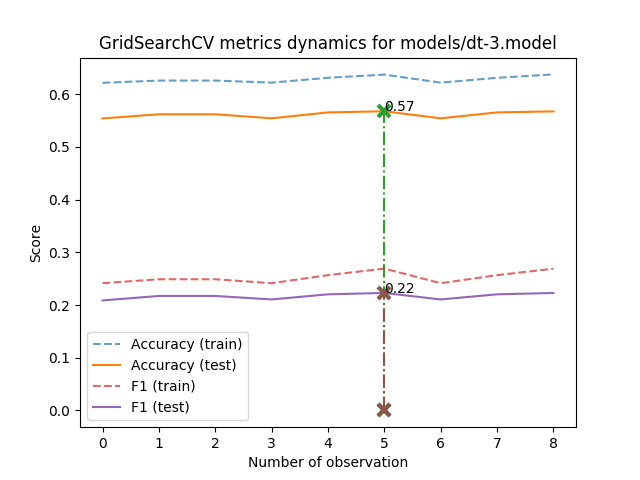 GridSearchCV metrics dynamics for models/dt-3.model
Score
0.6
0.5
0.4
0.3
0.2
0.1
0.0
0.57
0.22
Accuracy (train)
Accuracy (test)
F1 (train)
F1 (test)
0 1 2 3 4 5 6 7 8
Number of observation